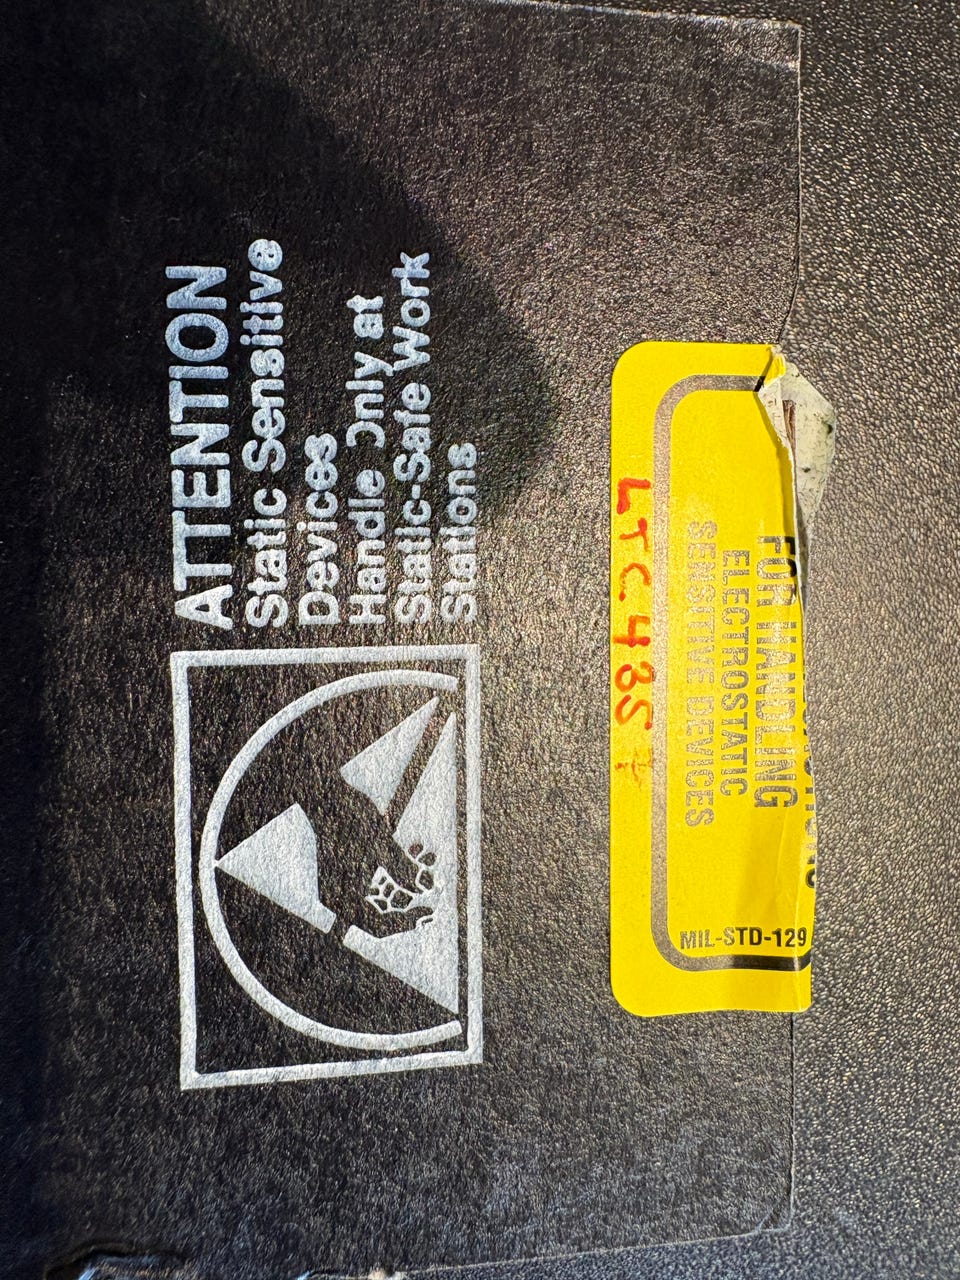 ATTENTION
Static Sensitive
Devices
Handle Only at
Static-Safe Work
Stations
FOR HANDLING
ELECTROSTATIC
SENSITIVE DEVICES
MIL-STD-129
LTC485